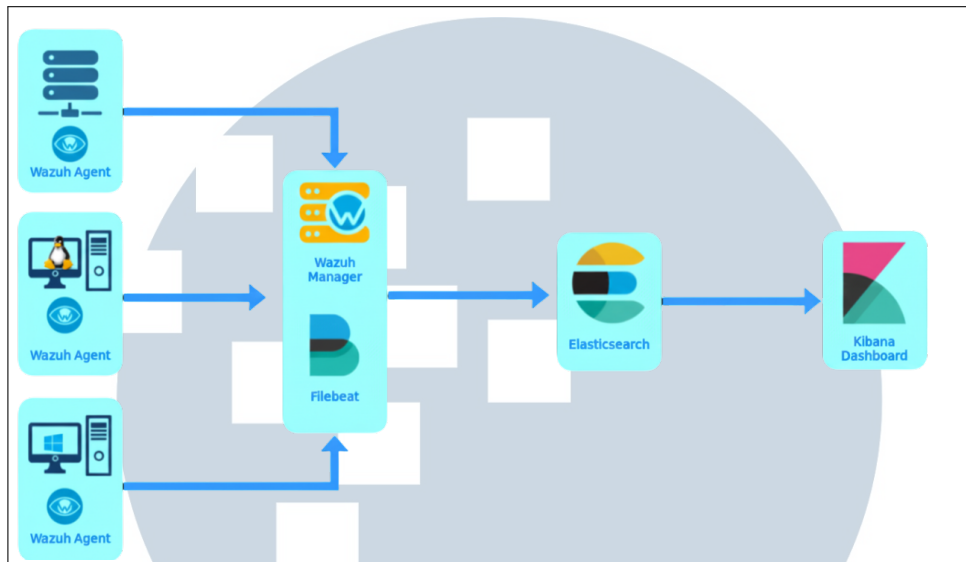 Wazuh Agent
Wazuh Agent
Wazuh Agent
Wazuh
Manager
Filebeat
Elasticsearch
Kibana
Dashboard